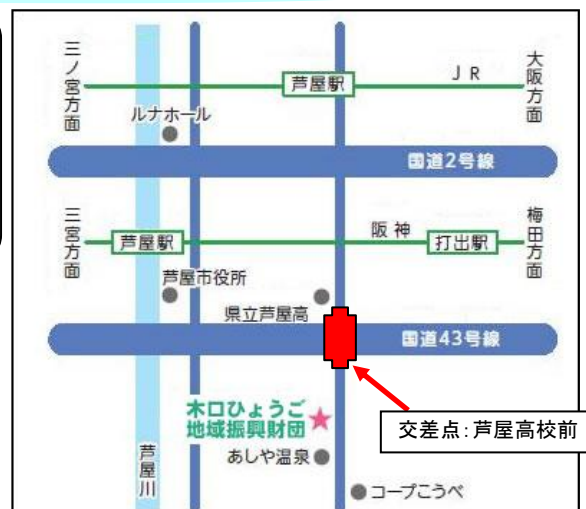 三ノ宮方面
芦屋駅
JR
大阪方面
ルナホール
国道2号線
三宮方面
芦屋駅
阪神
打出駅
梅田方面
芦屋市役所
県立芦屋高
国道43号線
木口ひょうご
地域振興財団
交差点:芦屋高校前
あしや温泉
芦屋川
コープこうべ